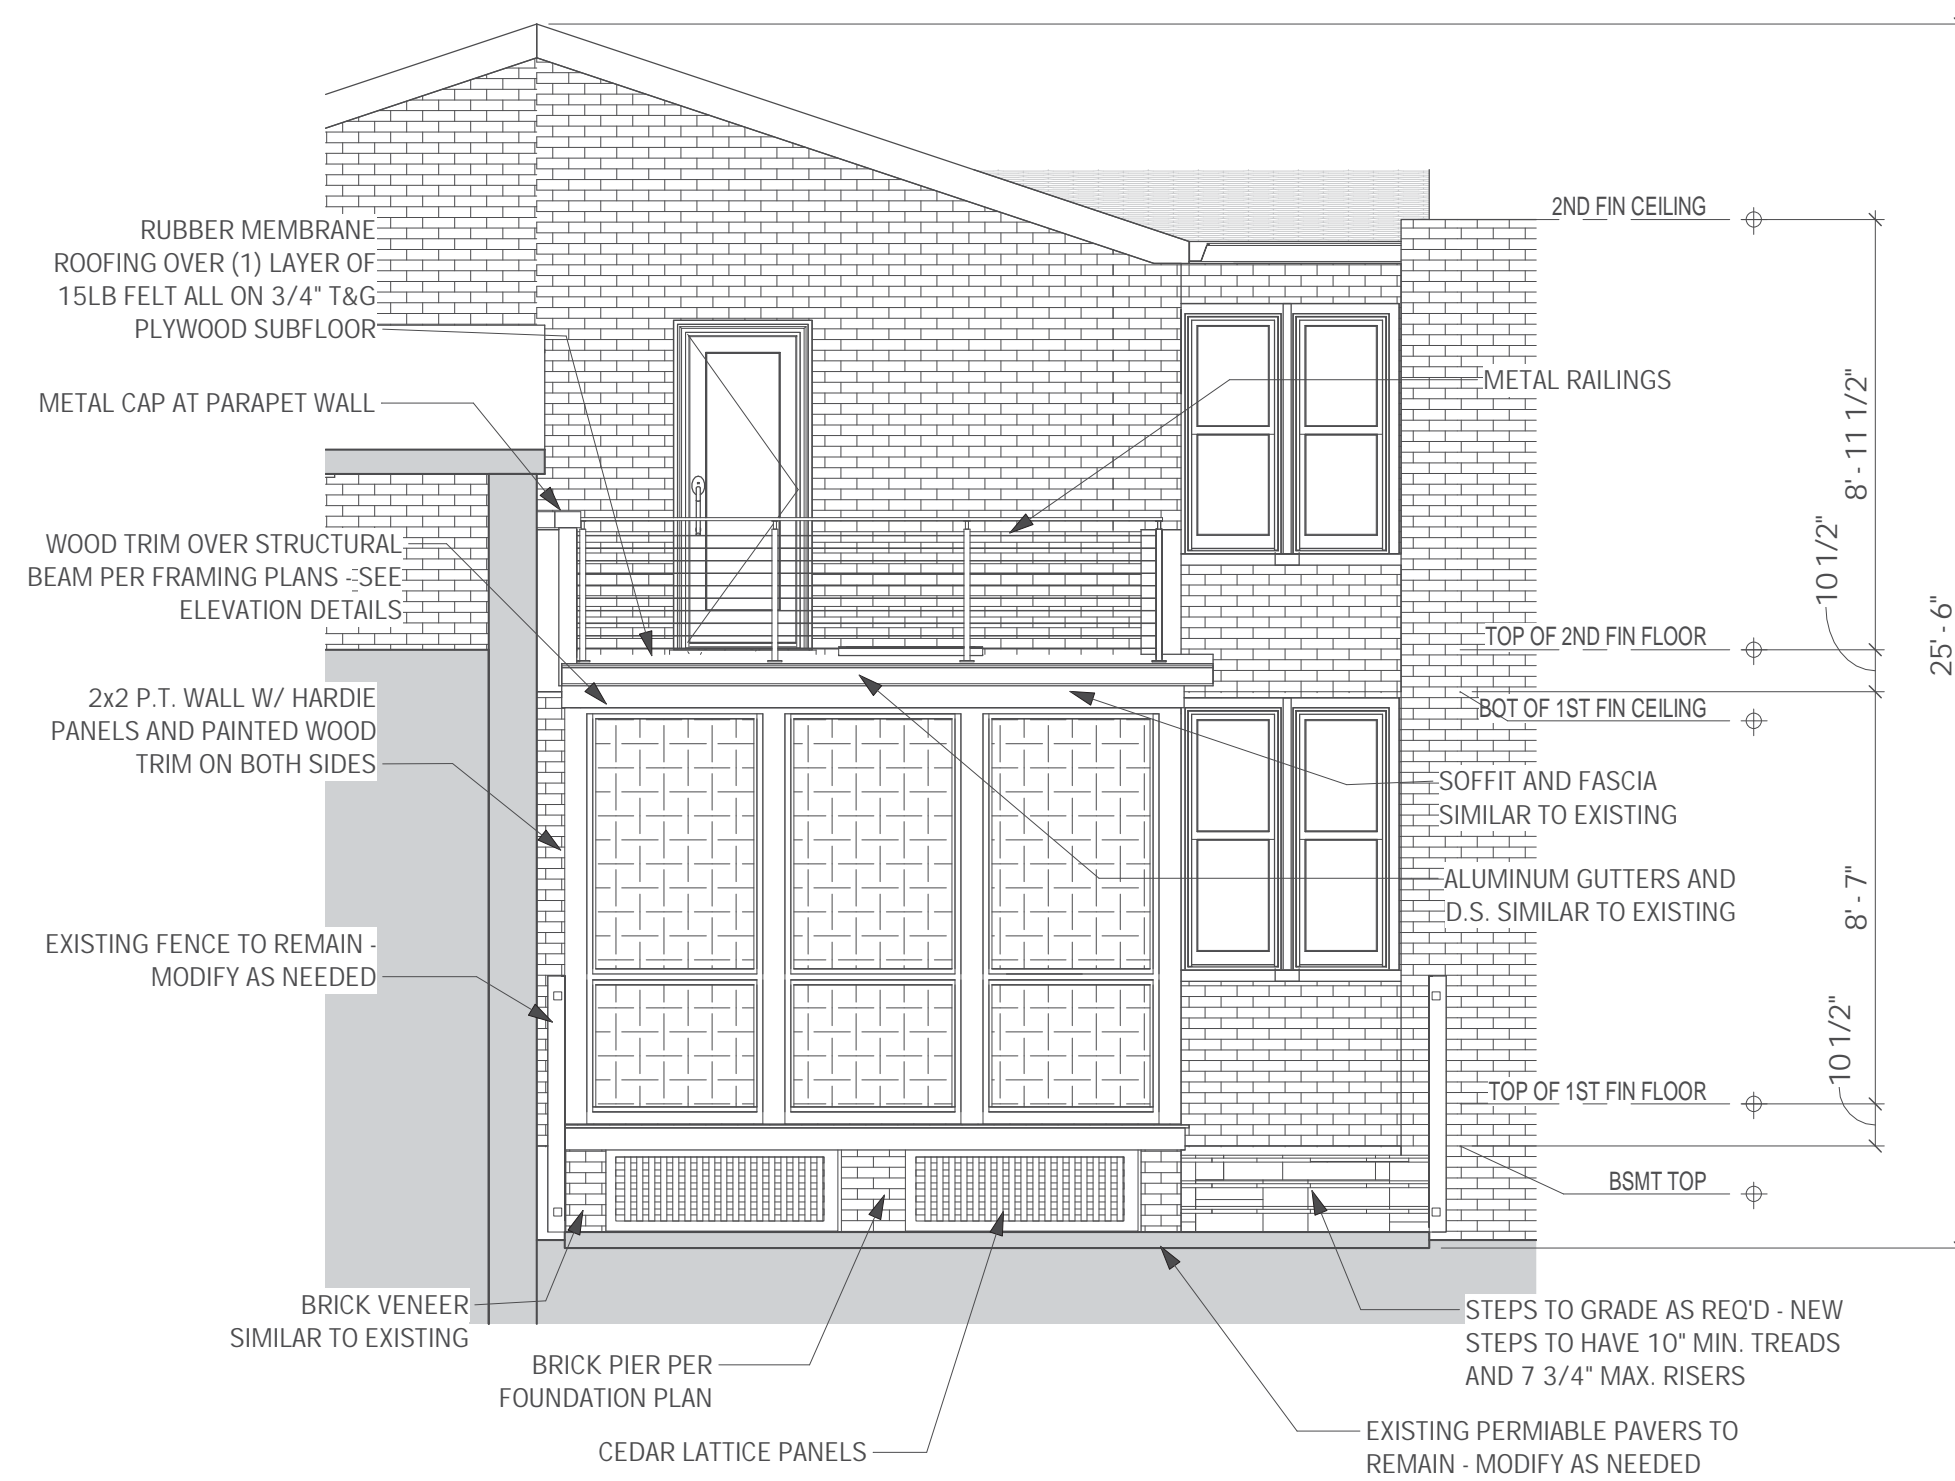 RUBBER MEMBRANE
ROOFING OVER (1) LAYER OF
15LB FELT ALL ON 3/4" T&G
PLYWOOD SUBFLOOR
METAL CAP AT PARAPET WALL
WOOD TRIM OVER STRUCTURAL
BEAM PER FRAMING PLANS - SEE
ELEVATION DETAILS
2x2 P.T. WALL W/ HARDIE
PANELS AND PAINTED WOOD
TRIM ON BOTH SIDES
EXISTING FENCE TO REMAIN -
MODIFY AS NEEDED
BRICK VENEER
SIMILAR TO EXISTING
BRICK PIER PER
FOUNDATION PLAN
CEDAR LATTICE PANELS
2ND FIN CEILING
METAL RAILINGS
TOP OF 2ND FIN FLOOR
BOT OF 1ST FIN CEILING
SOFFIT AND FASCIA
SIMILAR TO EXISTING
ALUMINUM GUTTERS AND
D.S. SIMILAR TO EXISTING
TOP OF 1ST FIN FLOOR
BSMT TOP
STEPS TO GRADE AS REQ'D - NEW
STEPS TO HAVE 10" MIN. TREADS
AND 7 3/4" MAX. RISERS
EXISTING PERMIABLE PAVERS TO
REMAIN - MODIFY AS NEEDED
8' - 11 1/2"
10 1/2"
25' - 6"
8' - 7"
10 1/2"